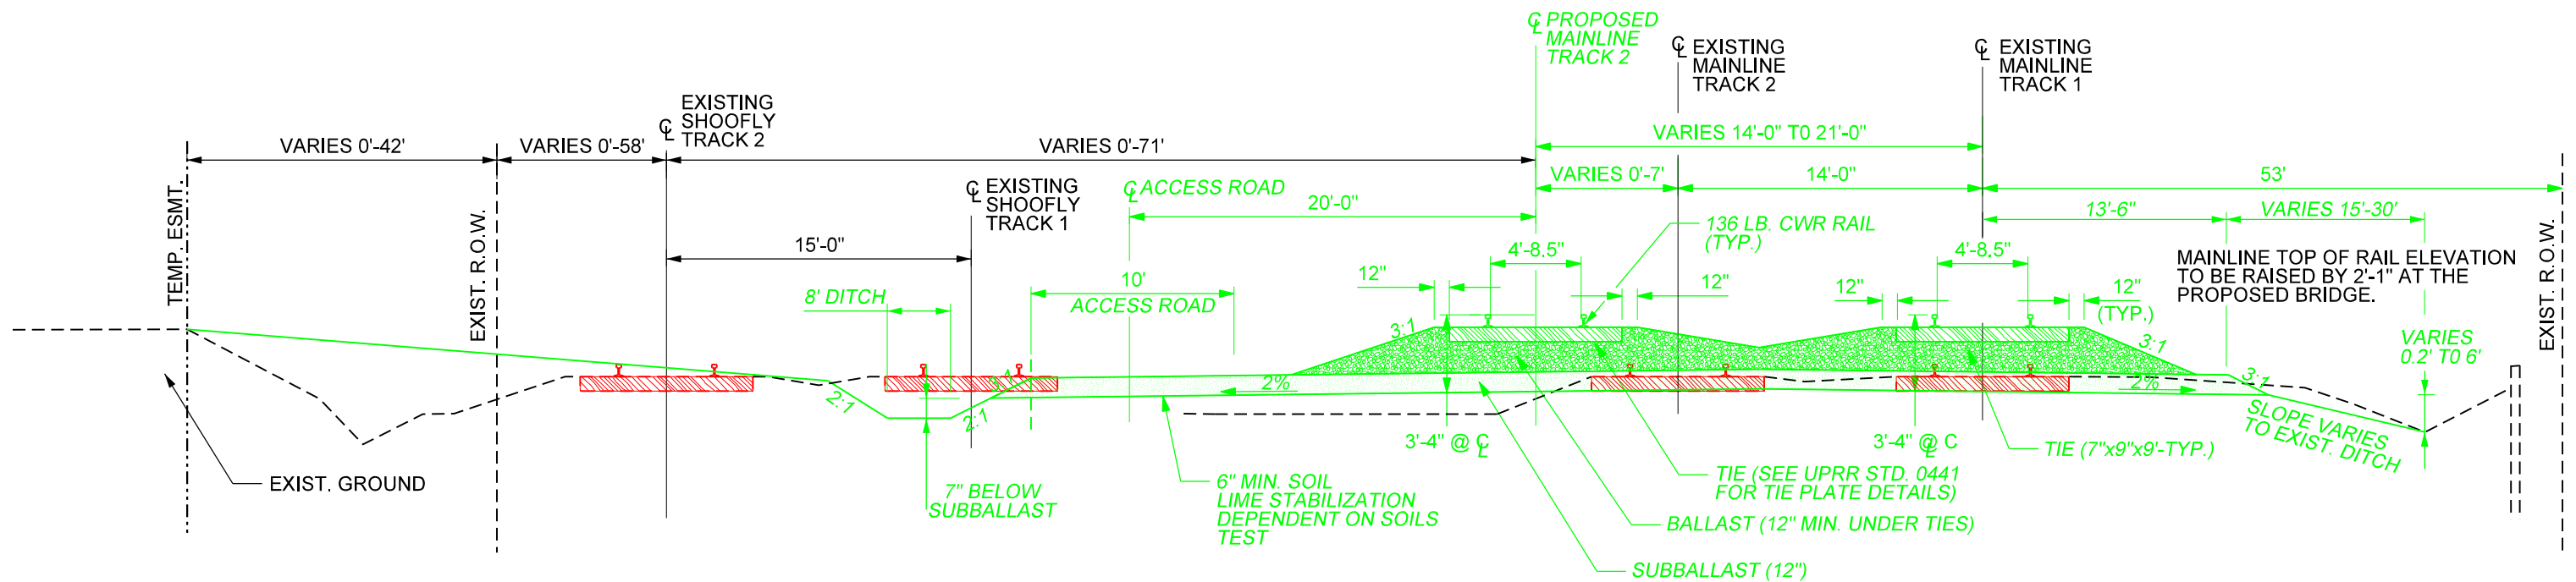 ℄ PROPOSED
MAINLINE
TRACK 2
℄ EXISTING
MAINLINE
TRACK 2
℄ EXISTING
MAINLINE
TRACK 1
EXISTING
SHOOFLY
℄ TRACK 2
VARIES 0'-42'
VARIES 0'-58'
VARIES 0'-71'
VARIES 14'-0" T0 21'-0"
VARIES 0'-7'
14'-0"
53'
℄ EXISTING
SHOOFLY
TRACK 1
℄ ACCESS ROAD
20'-0"
13'-6"
VARIES 15'-30'
TEMP. ESMT.
EXIST. R.O.W.
15'-0"
136 LB. CWR RAIL
(TYP.)
4'-8.5"
4'-8.5"
MAINLINE TOP OF RAIL ELEVATION
TO BE RAISED BY 2'-1" AT THE
PROPOSED BRIDGE.
EXIST. R.O.W.
8' DITCH
10'
ACCESS ROAD
12"
12"
12"
12"
(TYP.)
3:1
3:1
VARIES
0.2' T0 6'
2:1
3:1
2:1
2%
2%
3:1
SLOPE VARIES
TO EXIST. DITCH
3'-4" @ ℄
3'-4" @ ℄
TIE (7"x9"x9'-TYP.)
EXIST. GROUND
7" BELOW
SUBBALLAST
6" MIN. SOIL
LIME STABILIZATION
DEPENDENT ON SOILS
TEST
TIE (SEE UPRR STD. 0441
FOR TIE PLATE DETAILS)
BALLAST (12" MIN. UNDER TIES)
SUBBALLAST (12")